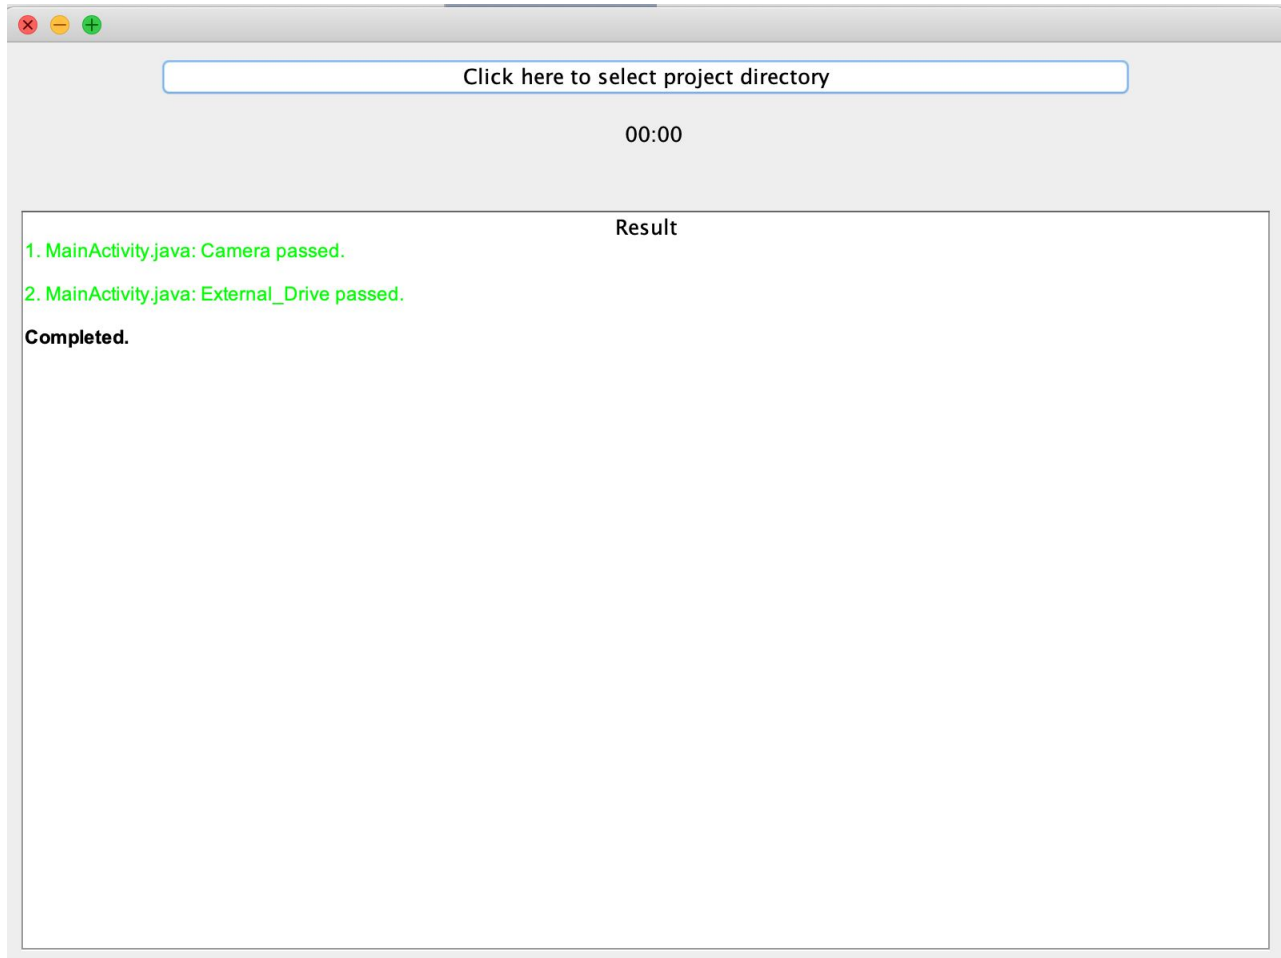 Click here to select project directory
00:00
Result
1. MainActivity.java: Camera passed.
2. MainActivity.java: External_Drive passed.
Completed.